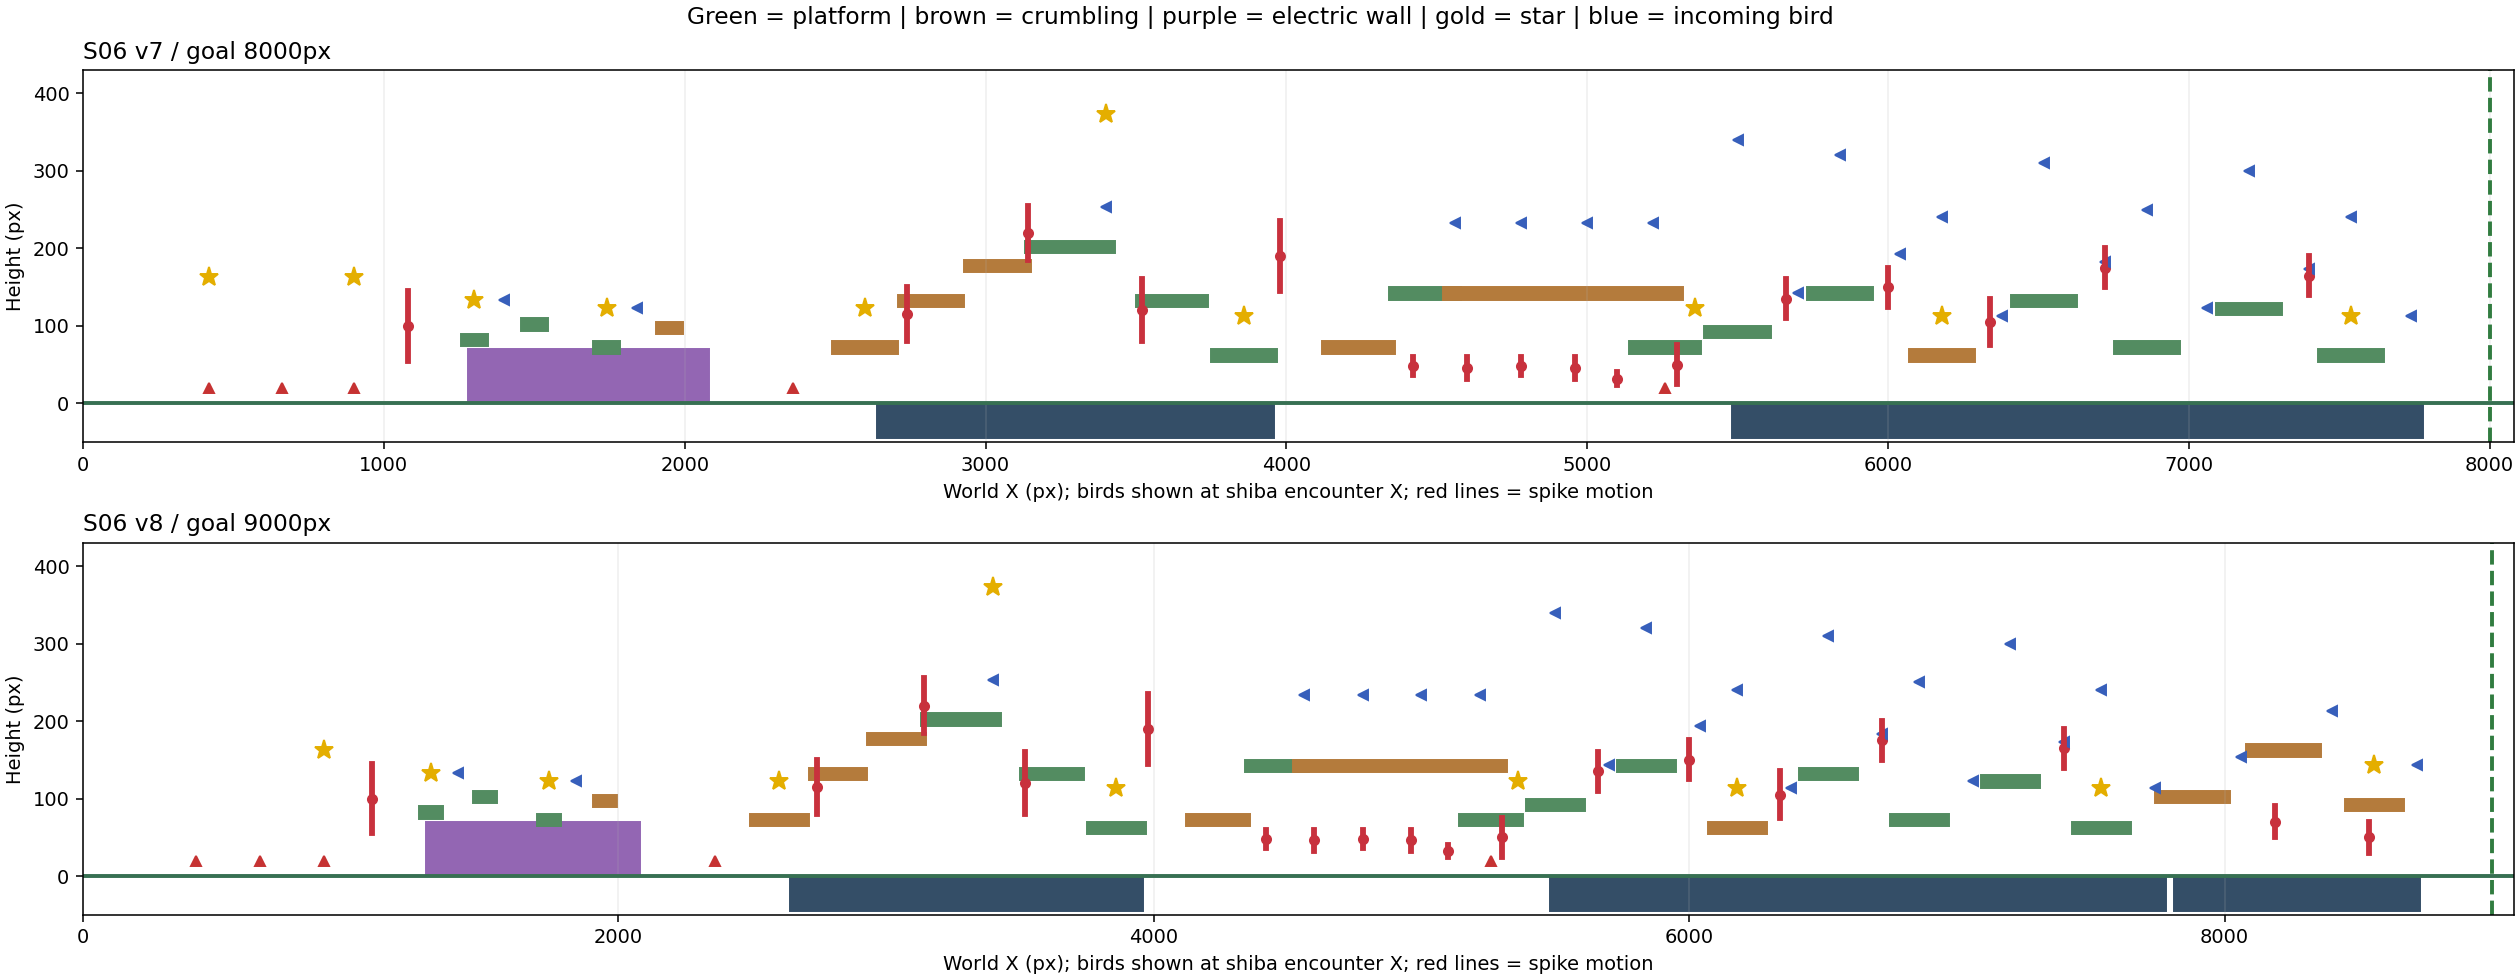 Green = platform | brown = crumbling | purple = electric wall | gold = star | blue = incoming bird
S06 v7 / goal 8000px
Height (px)
400
300
200
100
0
0 1000 2000 3000 4000 5000 6000 7000 8000
World X (px); birds shown at shiba encounter X; red lines = spike motion
S06 v8 / goal 9000px
Height (px)
400
300
200
100
0
0 2000 4000 6000 8000
World X (px); birds shown at shiba encounter X; red lines = spike motion